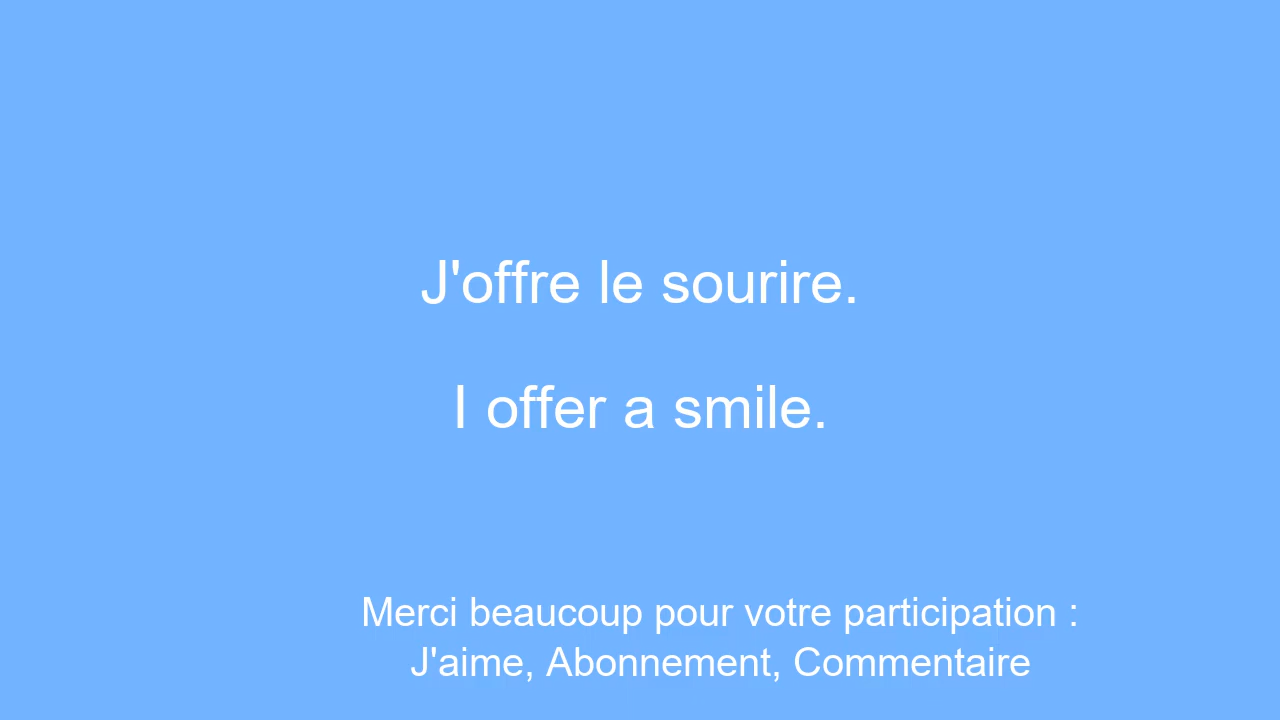 J'offre le sourire.
I offer a smile.
Merci beaucoup pour votre participation :
J'aime, Abonnement, Commentaire